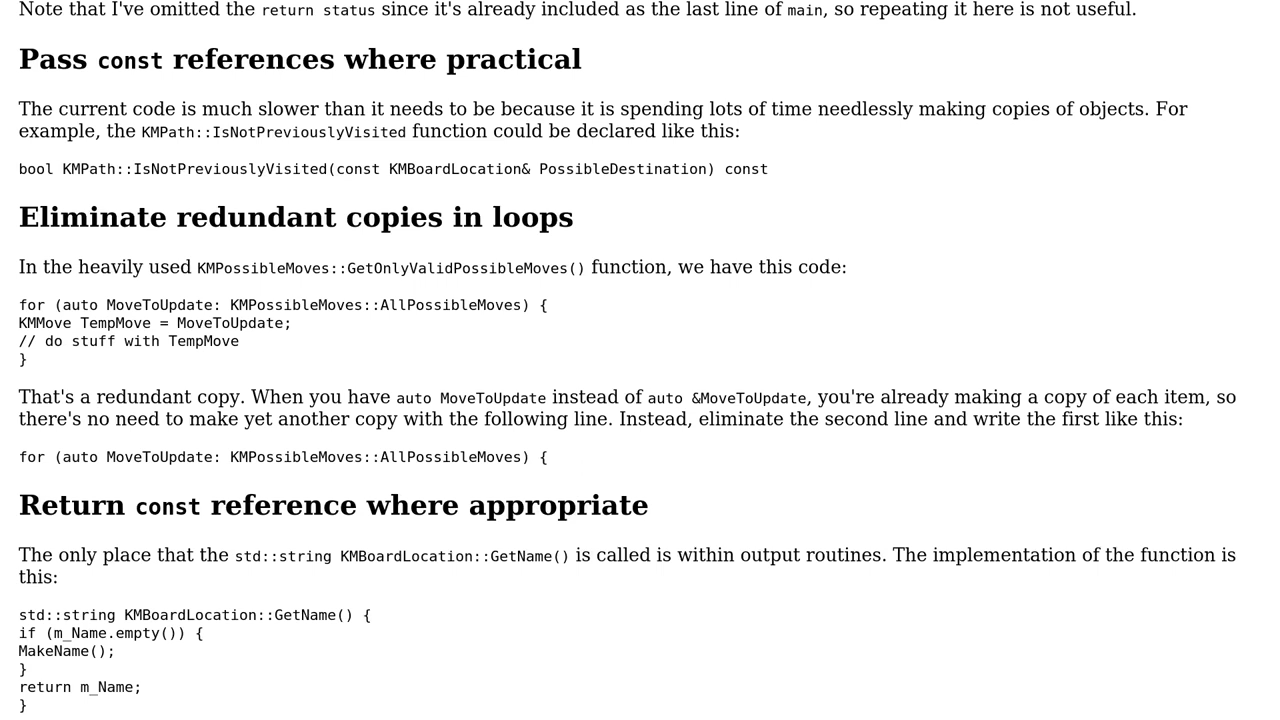 Note that I've omitted the return status since it's already included as the last line of main, so repeating it here is not useful.
Pass const references where practical
The current code is much slower than it needs to be because it is spending lots of time needlessly making copies of objects. For
example, the KMPath::IsNotPreviouslyVisited function could be declared like this:
bool KMPath::IsNotPreviouslyVisited(const KMBoardLocation& PossibleDestination) const
Eliminate redundant copies in loops
In the heavily used KMPossibleMoves::GetOnlyValidPossibleMoves() function, we have this code:
for (auto MoveToUpdate: KMPossibleMoves::AllPossibleMoves) {
KMMove TempMove = MoveToUpdate;
// do stuff with TempMove
}
That's a redundant copy. When you have auto MoveToUpdate instead of auto &MoveToUpdate, you're already making a copy of each item, so
there's no need to make yet another copy with the following line. Instead, eliminate the second line and write the first like this:
for (auto MoveToUpdate: KMPossibleMoves::AllPossibleMoves) {
Return const reference where appropriate
The only place that the std::string KMBoardLocation::GetName() is called is within output routines. The implementation of the function is
this:
std::string KMBoardLocation::GetName() {
if (m_Name.empty()) {
MakeName();
}
return m_Name;
}